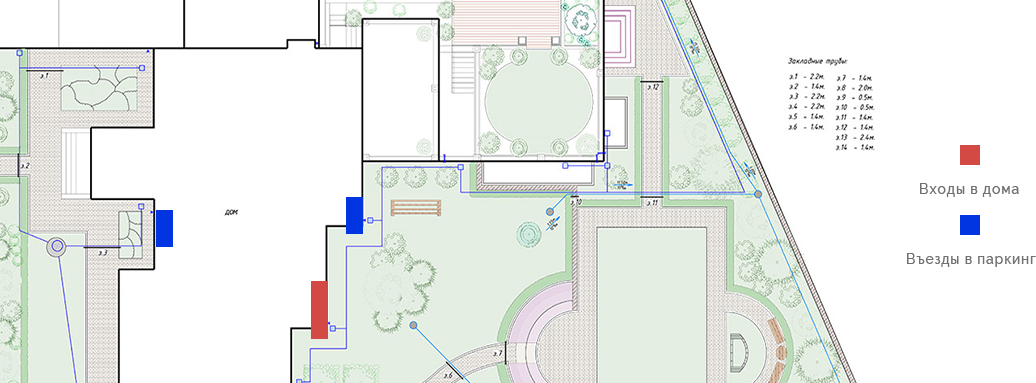 з.1
з.12
Закладные трубы:
з.1 - 2.2м. з.7 - 1.4м.
з.2 - 1.4м. з.8 - 2.0м.
з.3 - 2.2м. з.9 - 0.5м.
з.4 - 2.2м. з.10 - 0.5м.
з.5 - 1.4м. з.11 - 1.4м.
з.6 - 1.4м. з.12 - 1.4м.
з.13 - 2.4м.
з.14 - 1.4м.
з.2
Входы в дома
з.10
з.11
ДОМ
з.3
Въезды в паркинг
з.7
з.6